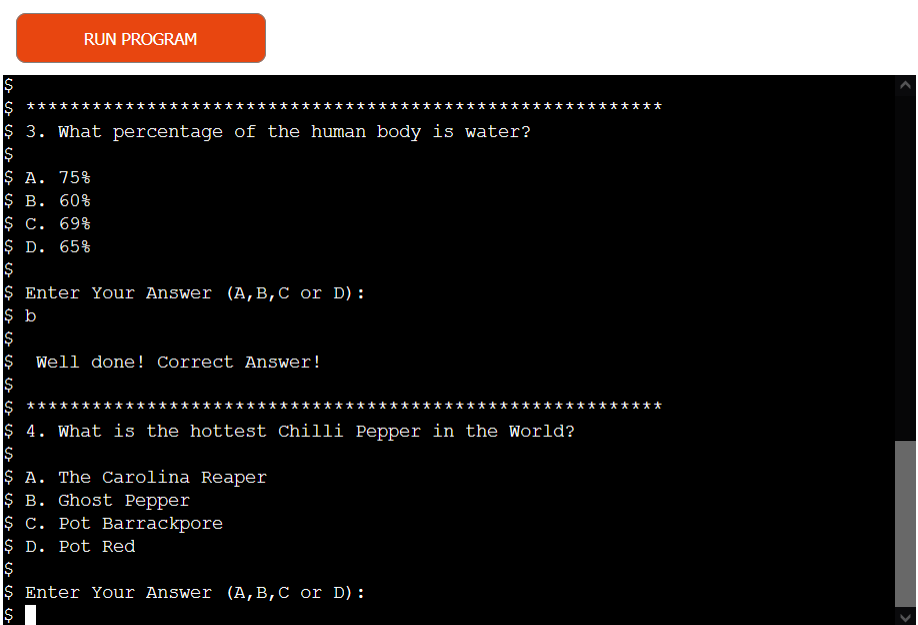 RUN PROGRAM
$
$ **********************************************************
$ 3. What percentage of the human body is water?
$
$ A. 75%
$ B. 60%
$ C. 69%
$ D. 65%
$
$ Enter Your Answer (A,B,C or D):
$ b
$
$  Well done! Correct Answer!
$
$ **********************************************************
$ 4. What is the hottest Chilli Pepper in the World?
$
$ A. The Carolina Reaper
$ B. Ghost Pepper
$ C. Pot Barrackpore
$ D. Pot Red
$
$ Enter Your Answer (A,B,C or D):
$